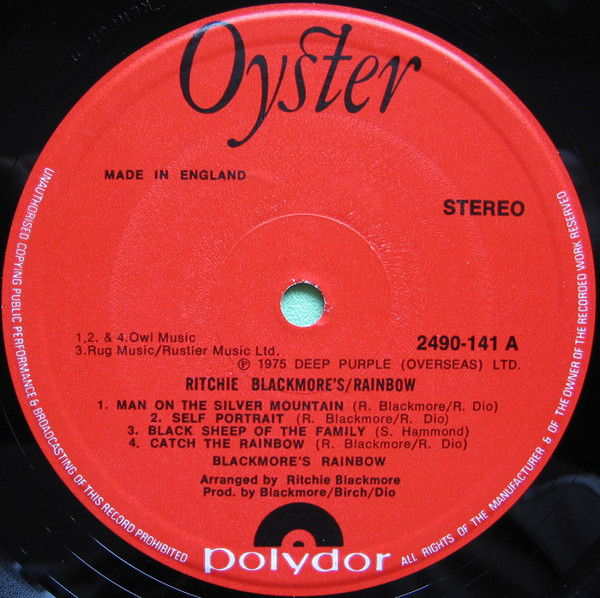 Oyster
MADE IN ENGLAND
STEREO
1,2. & 4.Owl Music
3.Rug Music/Rustier Music Ltd.
2490-141 A
℗ 1975 DEEP PURPLE (OVERSEAS) LTD.
RITCHIE BLACKMORE'S/RAINBOW
1. MAN ON THE SILVER MOUNTAIN (R. Blackmore/R. Dio)
2. SELF PORTRAIT (R. Blackmore/R. Dio)
3. BLACK SHEEP OF THE FAMILY (S. Hammond)
4. CATCH THE RAINBOW (R. Blackmore/R. Dio)
BLACKMORE'S RAINBOW
Arranged by Ritchie Blackmore
Prod. by Blackmore/Birch/Dio
polydor
UNAUTHORISED COPYING PUBLIC PERFORMANCE & BROADCASTING OF THIS RECORD PROHIBITED
ALL RIGHTS OF THE MANUFACTURER & OF THE OWNER OF THE RECORDED WORK RESERVED